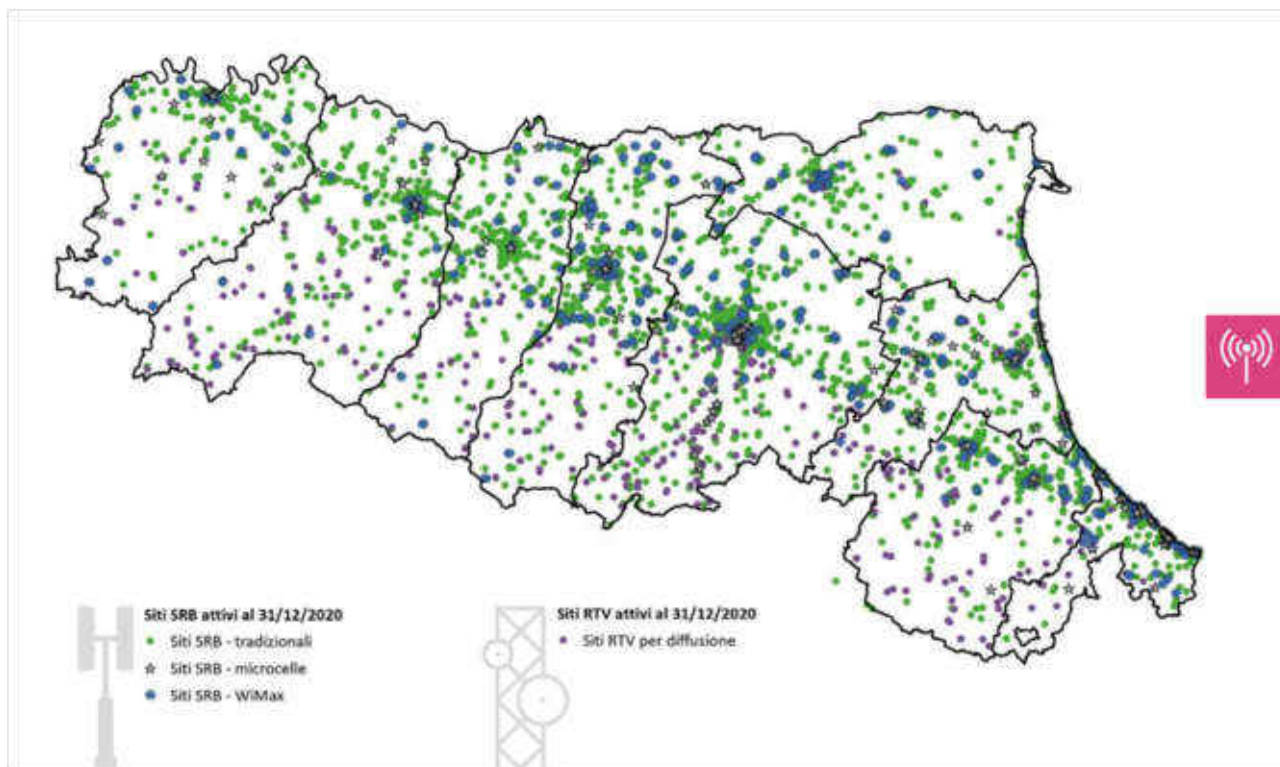 Siti SRB attivi al 31/12/2020
Siti SRB - tradizionali
Siti SRB - microcelle
Siti SRB - WiMax
Siti RTV attivi al 31/12/2020
Siti RTV per diffusione